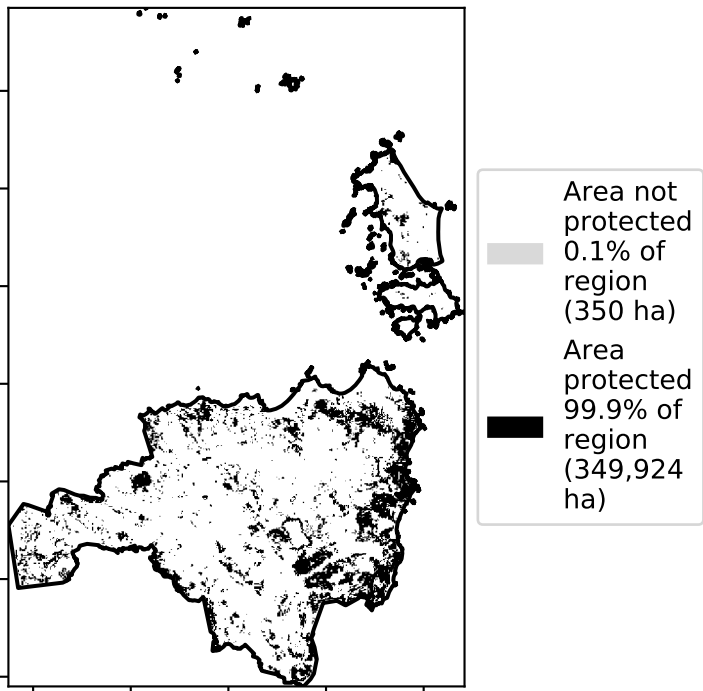 Area not
protected
0.1% of
region
(350 ha)
Area
protected
99.9% of
region
(349,924
ha)